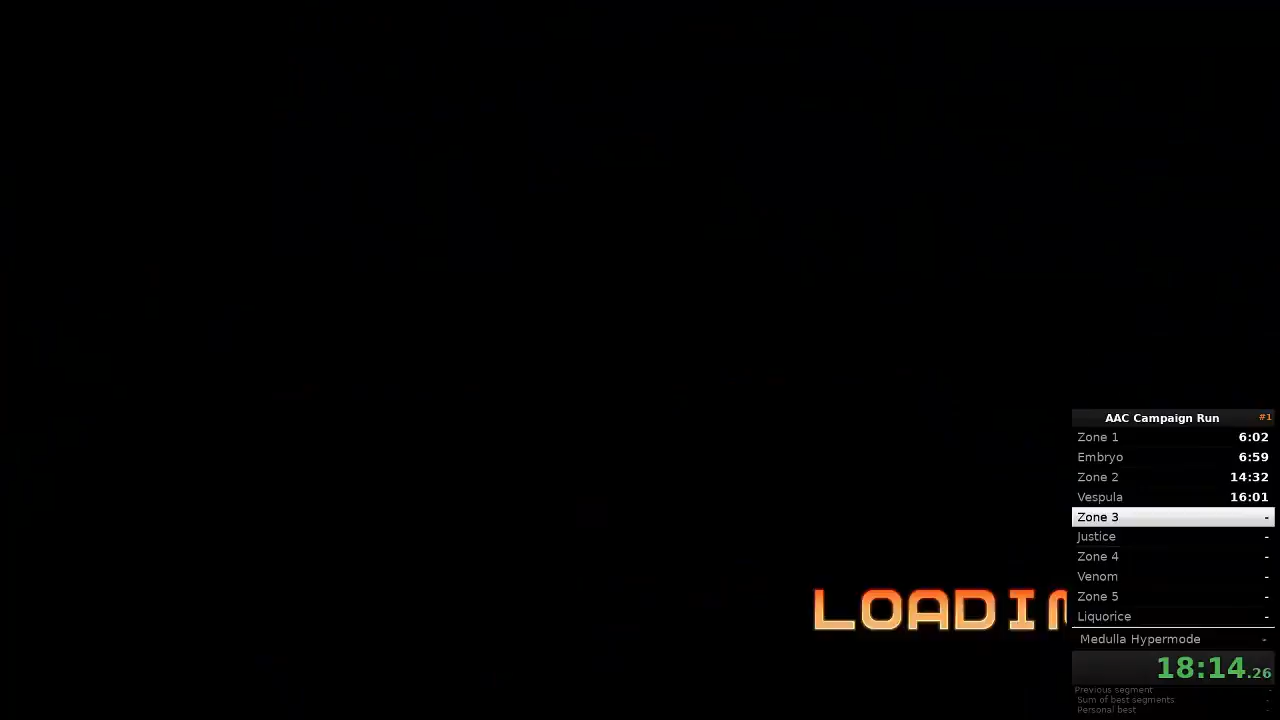 LOADIN
AAC Campaign Run #1
Zone 1 6:02
Embryo 6:59
Zone 2 14:32
Vespula 16:01
Zone 3 -
Justice -
Zone 4 -
Venom -
Zone 5 -
Liquorice -
Medulla Hypermode -
18:14.26
Previous segment -
Sum of best segments -
Personal best -